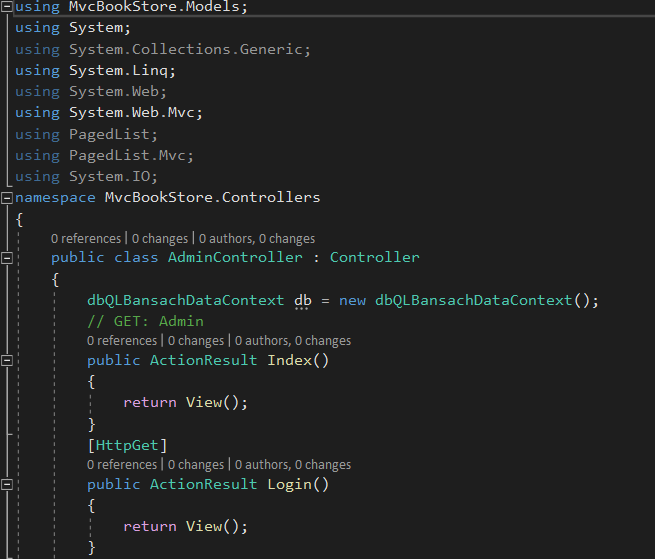 using MvcBookStore.Models;
using System;
using System.Collections.Generic;
using System.Linq;
using System.Web;
using System.Web.Mvc;
using PagedList;
using PagedList.Mvc;
using System.IO;
namespace MvcBookStore.Controllers
{
0 references | 0 changes | 0 authors, 0 changes
public class AdminController : Controller
{
dbQLBansachDataContext db = new dbQLBansachDataContext();
// GET: Admin
0 references | 0 changes | 0 authors, 0 changes
public ActionResult Index()
{
return View();
}
[HttpGet]
0 references | 0 changes | 0 authors, 0 changes
public ActionResult Login()
{
return View();
}